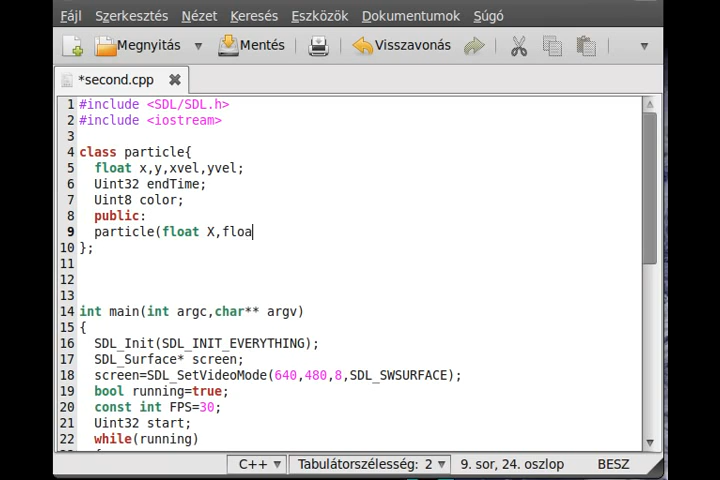 Fájl Szerkesztés Nézet Keresés Eszközök Dokumentumok Súgó
Megnyitás Mentés Visszavonás
*second.cpp
1 #include <SDL/SDL.h>
2 #include <iostream>
3
4 class particle{
5 float x,y,xvel,yvel;
6 Uint32 endTime;
7 Uint8 color;
8 public:
9 particle(float X,floa
10 };
11
12
13
14 int main(int argc,char** argv)
15 {
16 SDL_Init(SDL_INIT_EVERYTHING);
17 SDL_Surface* screen;
18 screen=SDL_SetVideoMode(640,480,8,SDL_SWSURFACE);
19 bool running=true;
20 const int FPS=30;
21 Uint32 start;
22 while(running)
C++ Tabulátorszélesség: 2 9. sor, 24. oszlop BESZ